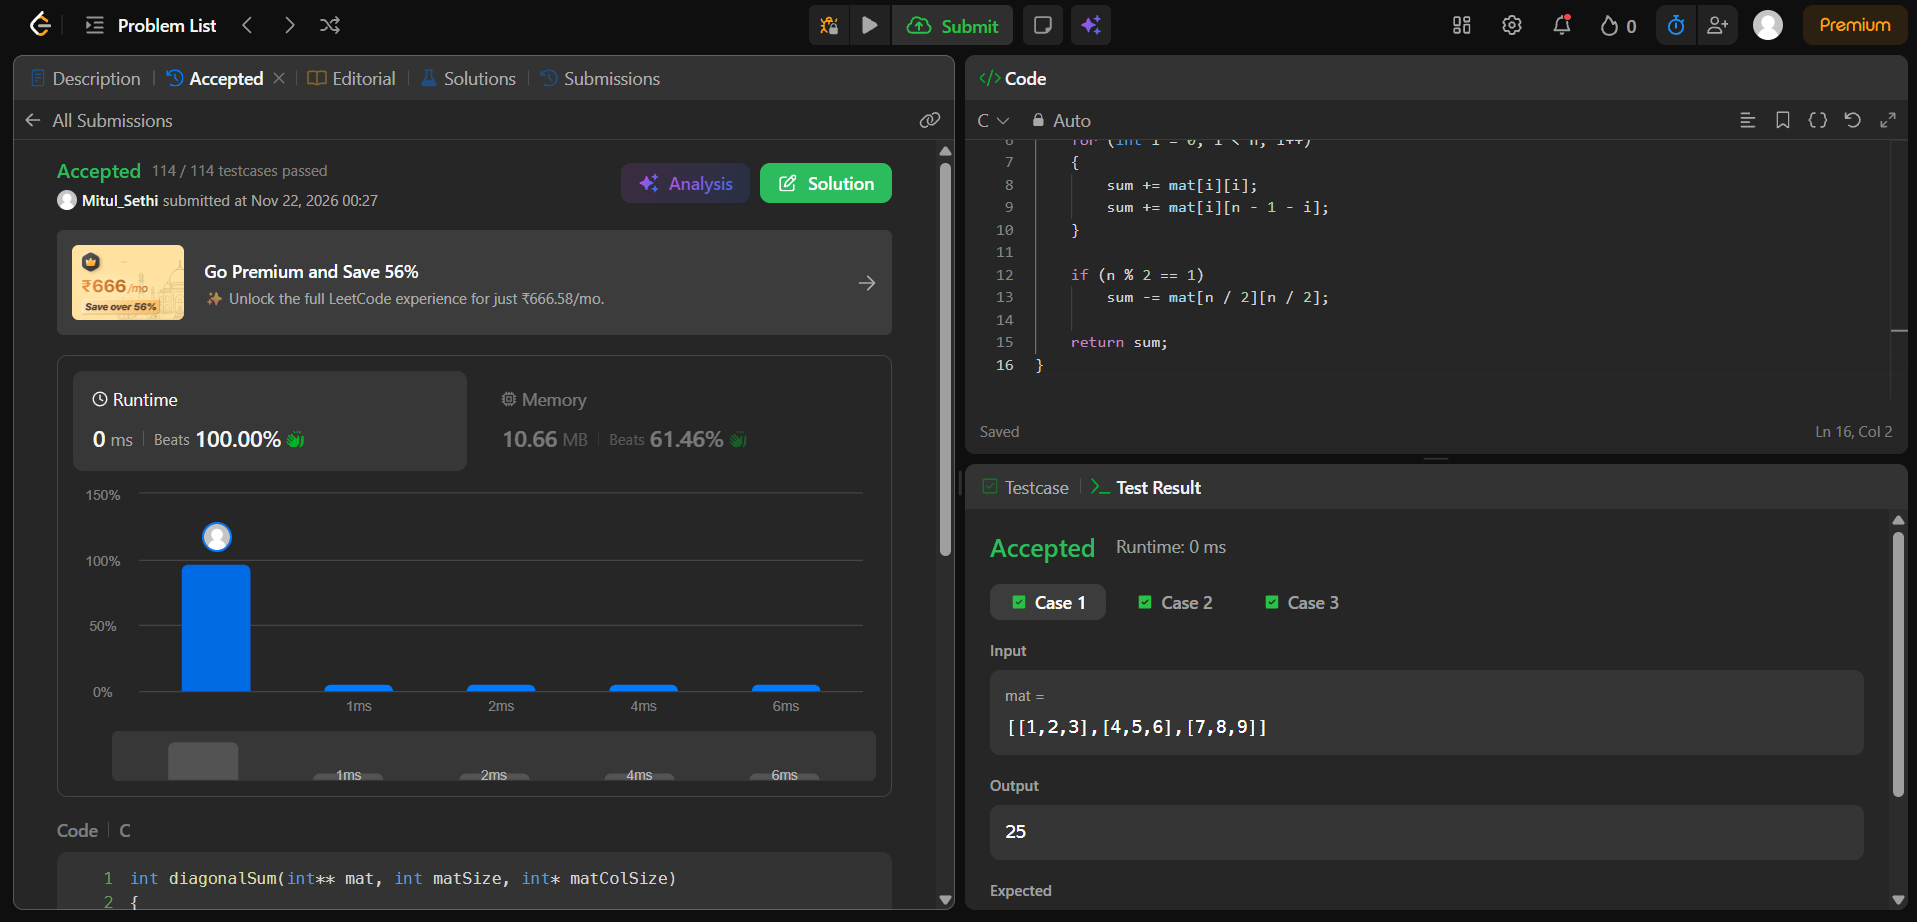 Problem List
Submit
0
Premium
Description
Accepted
Editorial
Solutions
Submissions
All Submissions
Accepted 114 / 114 testcases passed
Mitul_Sethi submitted at Nov 22, 2026 00:27
Analysis
Solution
₹666/mo
Save over 56%
Go Premium and Save 56%
✨ Unlock the full LeetCode experience for just ₹666.58/mo.
Runtime
0 ms Beats 100.00%
Memory
10.66 MB Beats 61.46%
150%
100%
50%
0%
1ms 2ms 4ms 6ms
1ms 2ms 4ms 6ms
Code C
1 int diagonalSum(int** mat, int matSize, int* matColSize)
2 {
</> Code
C Auto
6 for (int i = 0; i < n; i++)
7 {
8 sum += mat[i][i];
9 sum += mat[i][n - 1 - i];
10 }
11
12 if (n % 2 == 1)
13 sum -= mat[n / 2][n / 2];
14
15 return sum;
16 }
Saved Ln 16, Col 2
Testcase
Test Result
Accepted Runtime: 0 ms
Case 1 Case 2 Case 3
Input
mat =
[[1,2,3],[4,5,6],[7,8,9]]
Output
25
Expected